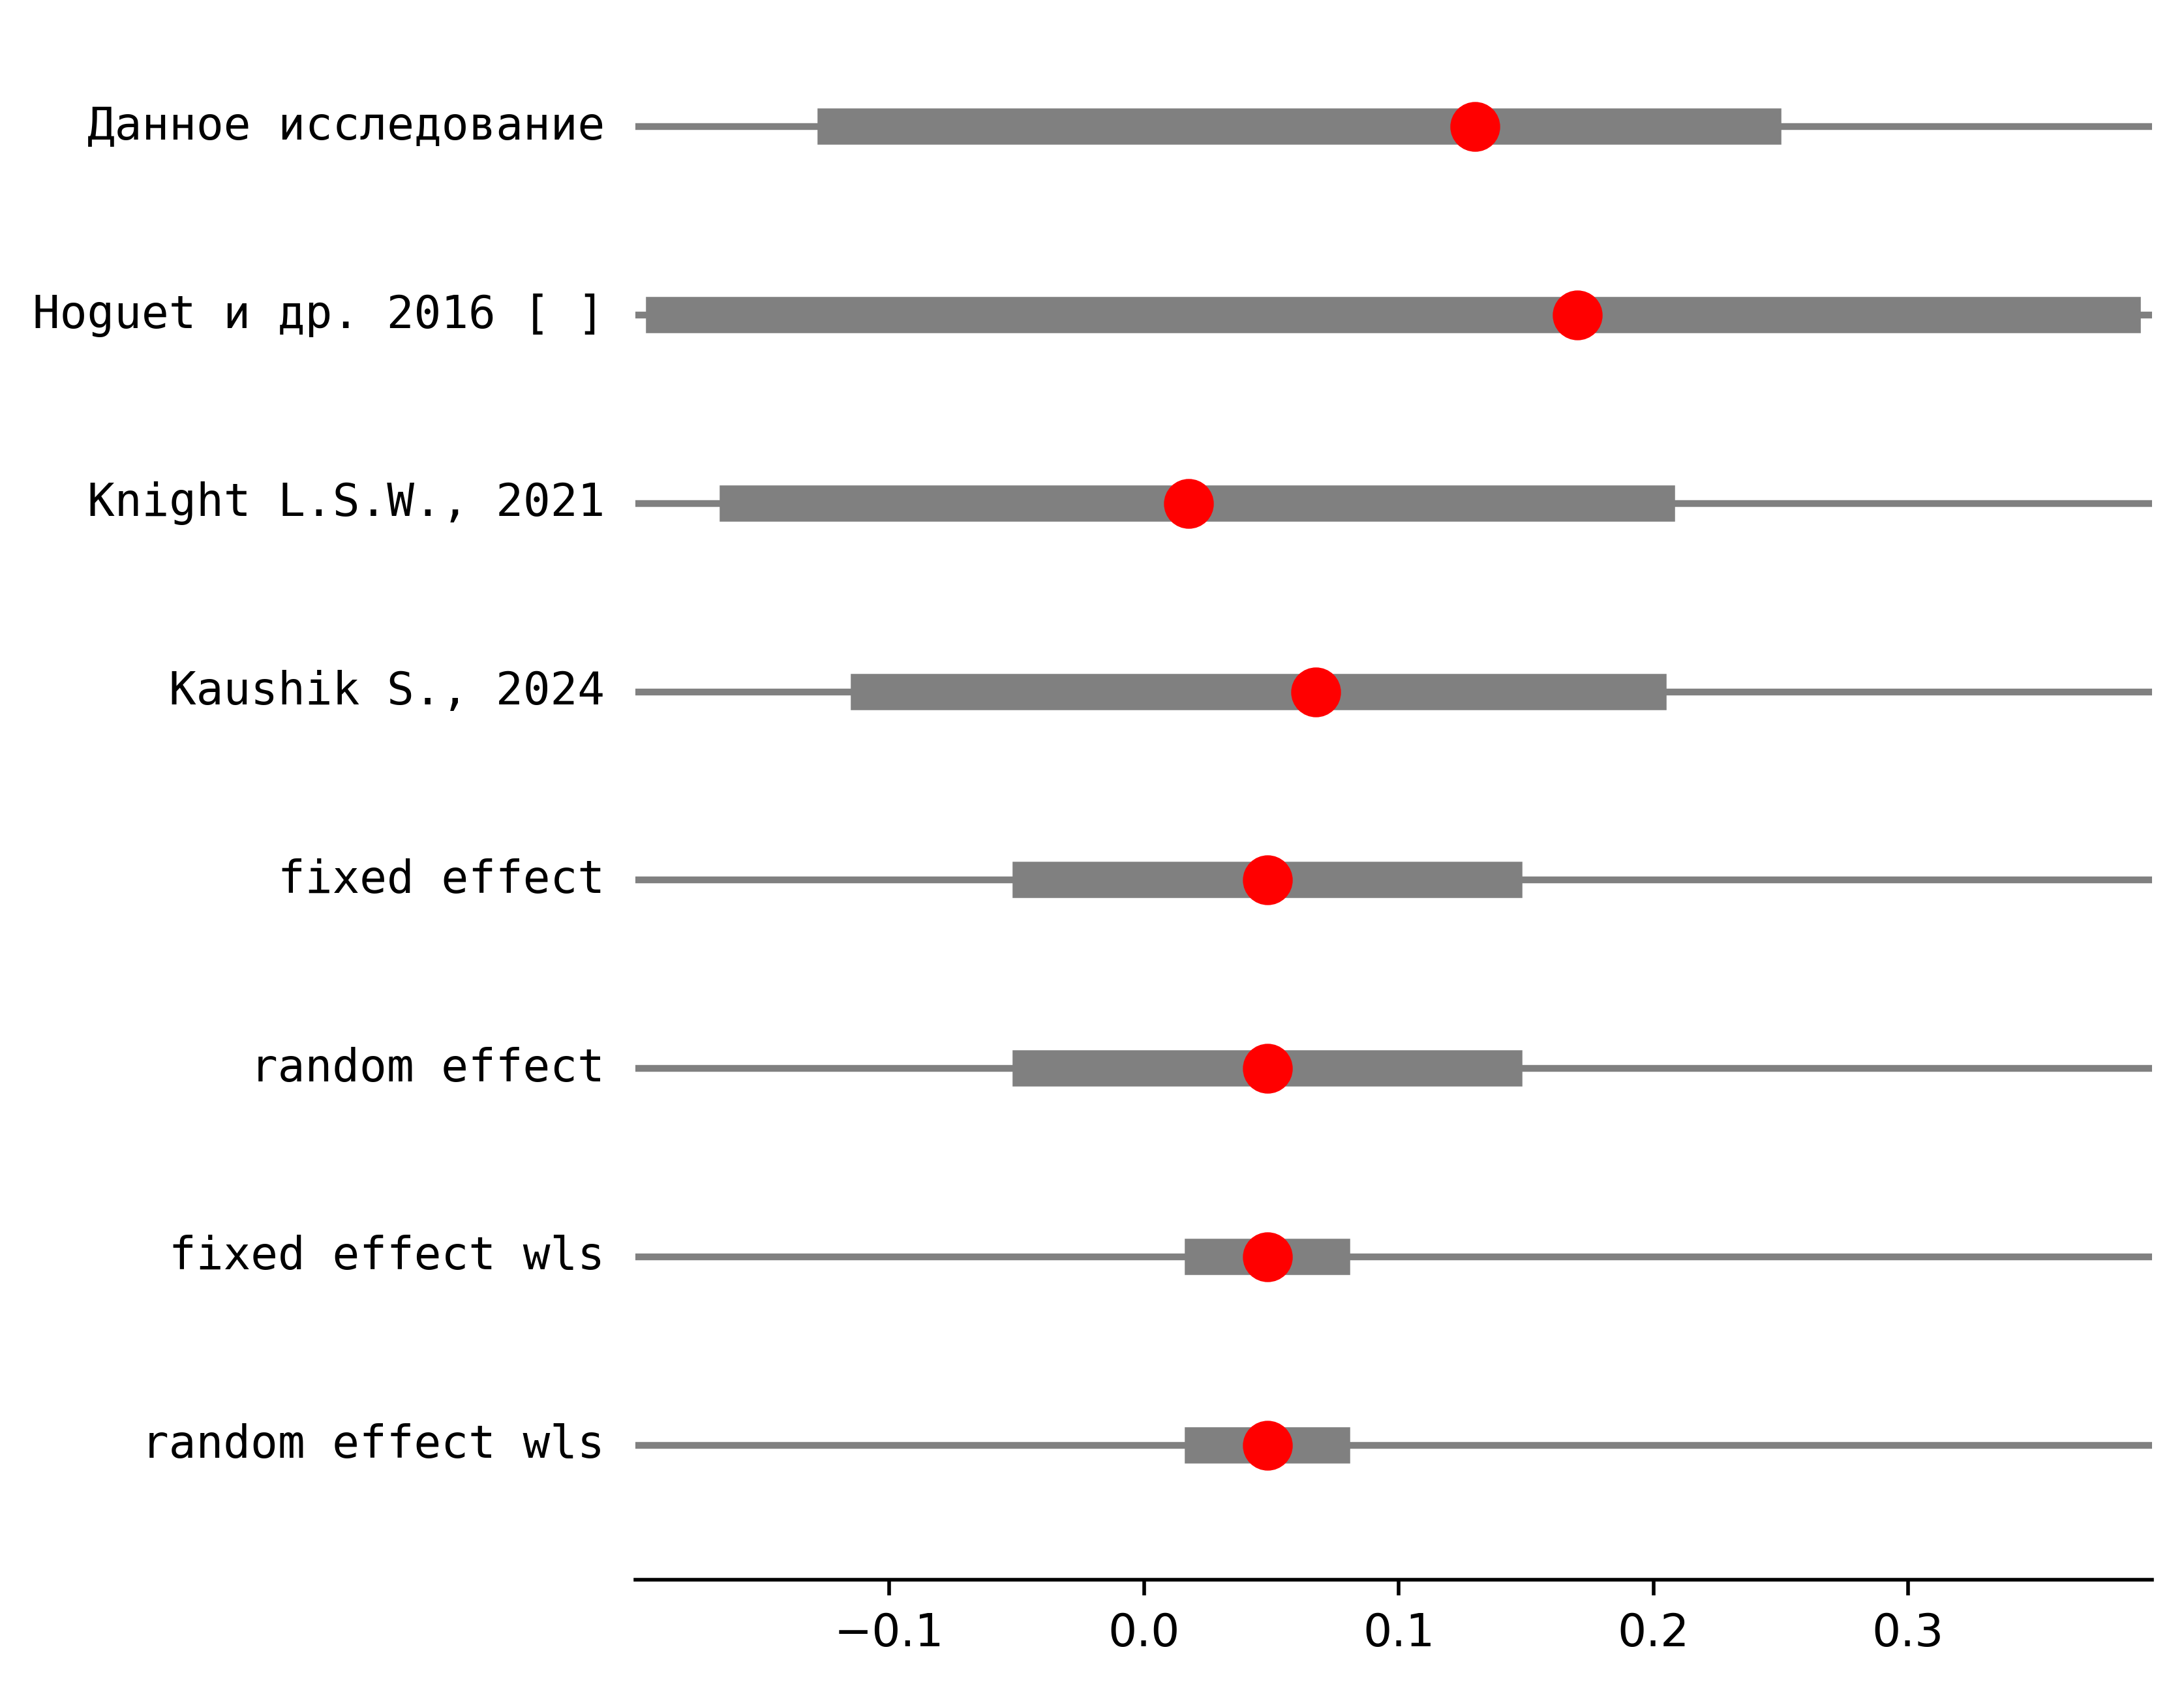 Данное исследование
Hoguet и др. 2016 [ ]
Knight L.S.W., 2021
Kaushik S., 2024
fixed effect
random effect
fixed effect wls
random effect wls
−0.1 0.0 0.1 0.2 0.3